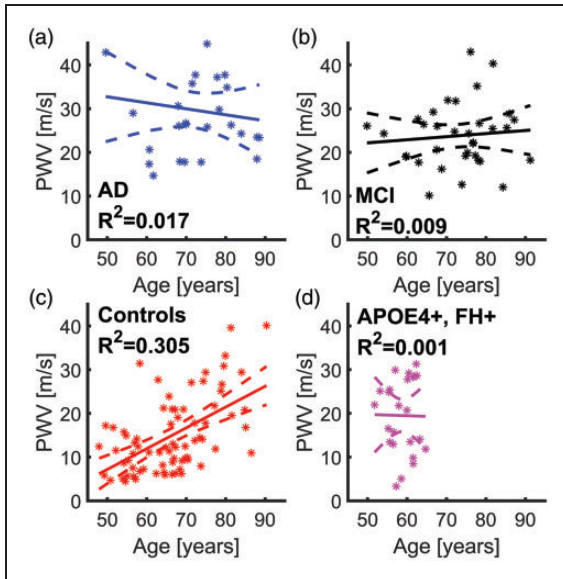 (a)
40
30
20
10
0
PWV [m/s]
AD
R²=0.017
50 60 70 80 90
Age [years]
(b)
40
30
20
10
0
PWV [m/s]
MCI
R²=0.009
50 60 70 80 90
Age [years]
(c)
40
30
20
10
0
PWV [m/s]
Controls
R²=0.305
50 60 70 80 90
Age [years]
(d)
40
30
20
10
0
PWV [m/s]
APOE4+, FH+
R²=0.001
50 60 70 80 90
Age [years]